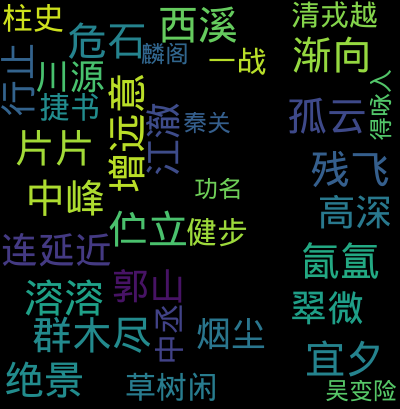 柱史
西溪
清戎越
危石
麟阁
一战
渐向
行止
川源
捷书
增远意
江澈
秦关
孤云
得咏人
片片
残飞
中峰
功名
高深
伫立
健步
连延近
氤氲
郭山
溶溶
翠微
群木尽
中丞
烟尘
宜夕
绝景
草树闲
吴变险